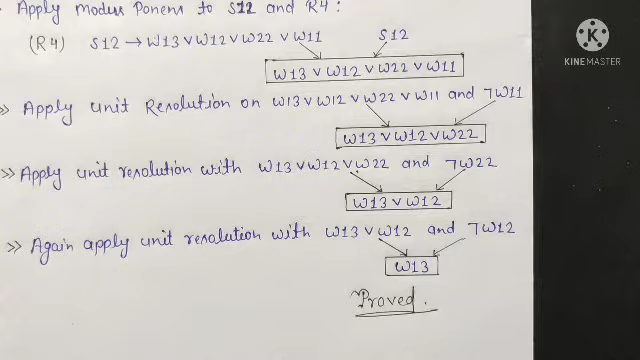 Apply Modus Ponens to S12 and R4:
(R4) S12 → W13 ∨ W12 ∨ W22 ∨ W11 S12
W13 ∨ W12 ∨ W22 ∨ W11
>> Apply unit Resolution on W13 ∨ W12 ∨ W22 ∨ W11 and ¬W11
W13 ∨ W12 ∨ W22
>> Apply unit resolution with W13 ∨ W12 ∨ W22 and ¬W22
W13 ∨ W12
>> Again apply unit resolution with W13 ∨ W12 and ¬W12
W13
Proved.
KINEMASTER